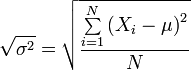 √σ² = √( ∑_{i=1}^{N} (X_i − μ)² / N )